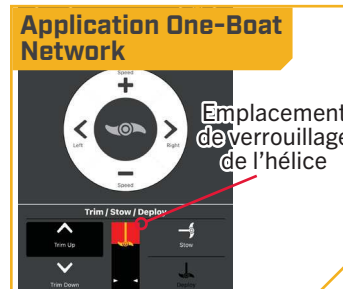 Application One-Boat
Network
Speed
+
Emplacement
de verrouillage
de l'hélice
Left
Right
−
Speed
Trim / Stow / Deploy
Trim Up
Stow
Trim Down
Deploy